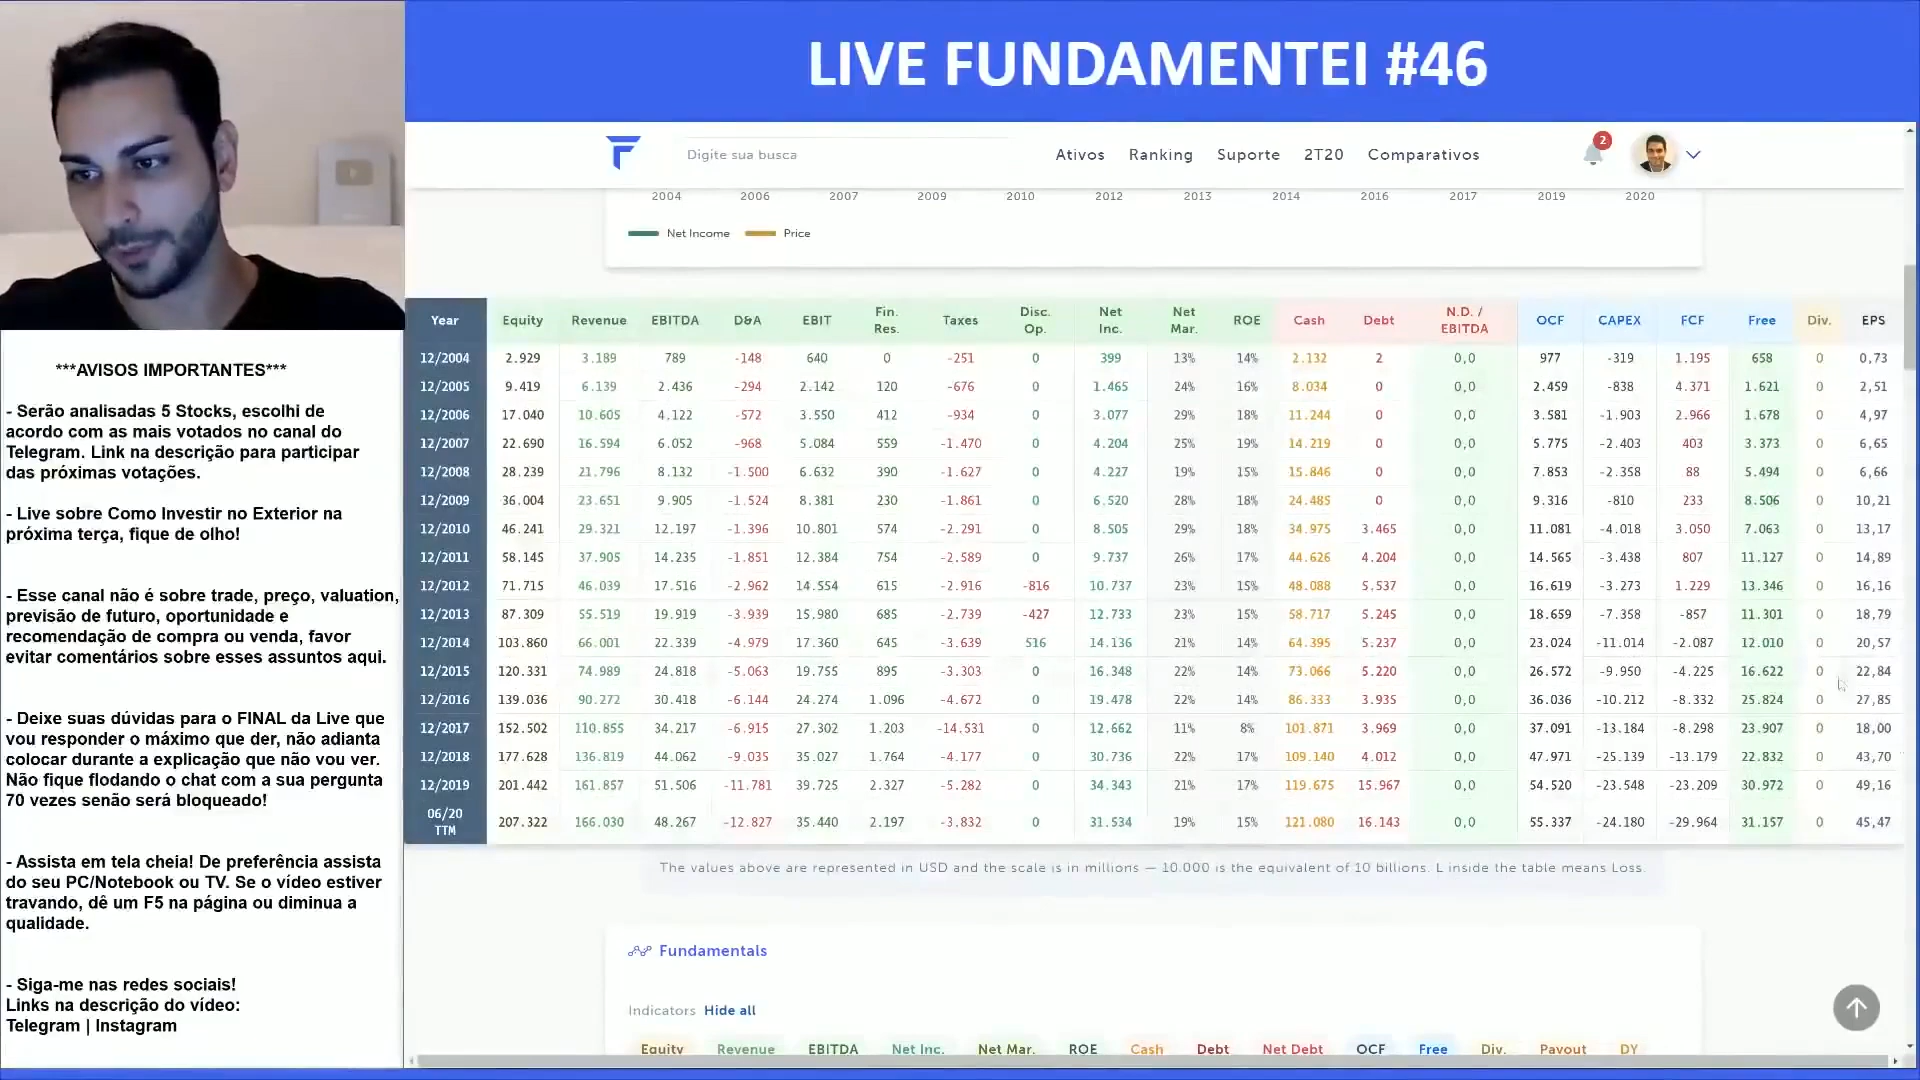 LIVE FUNDAMENTEI #46
Digite sua busca
Ativos Ranking Suporte 2T20 Comparativos
2
2004 2006 2007 2009 2010 2012 2013 2014 2016 2017 2019 2020
Net Income Price
***AVISOS IMPORTANTES***
- Serão analisadas 5 Stocks, escolhi de
acordo com as mais votados no canal do
Telegram. Link na descrição para participar
das próximas votações.
- Live sobre Como Investir no Exterior na
próxima terça, fique de olho!
- Esse canal não é sobre trade, preço, valuation,
previsão de futuro, oportunidade e
recomendação de compra ou venda, favor
evitar comentários sobre esses assuntos aqui.
- Deixe suas dúvidas para o FINAL da Live que
vou responder o máximo que der, não adianta
colocar durante a explicação que não vou ver.
Não fique flodando o chat com a sua pergunta
70 vezes senão será bloqueado!
- Assista em tela cheia! De preferência assista
do seu PC/Notebook ou TV. Se o vídeo estiver
travando, dê um F5 na página ou diminua a
qualidade.
- Siga-me nas redes sociais!
Links na descrição do vídeo:
Telegram | Instagram
Year Equity Revenue EBITDA D&A EBIT Fin. Res. Taxes Disc. Op. Net Inc. Net Mar. ROE Cash Debt N.D. / EBITDA OCF CAPEX FCF Free Div. EPS
12/2004 2.929 3.189 789 -148 640 0 -251 0 399 13% 14% 2.132 2 0,0 977 -319 1.195 658 0 0,73
12/2005 9.419 6.139 2.436 -294 2.142 120 -676 0 1.465 24% 16% 8.034 0 0,0 2.459 -838 4.371 1.621 0 2,51
12/2006 17.040 10.605 4.122 -572 3.550 412 -934 0 3.077 29% 18% 11.244 0 0,0 3.581 -1.903 2.966 1.678 0 4,97
12/2007 22.690 16.594 6.052 -968 5.084 559 -1.470 0 4.204 25% 19% 14.219 0 0,0 5.775 -2.403 403 3.373 0 6,65
12/2008 28.239 21.796 8.132 -1.500 6.632 390 -1.627 0 4.227 19% 15% 15.846 0 0,0 7.853 -2.358 88 5.494 0 6,66
12/2009 36.004 23.651 9.905 -1.524 8.381 230 -1.861 0 6.520 28% 18% 24.485 0 0,0 9.316 -810 233 8.506 0 10,21
12/2010 46.241 29.321 12.197 -1.396 10.801 574 -2.291 0 8.505 29% 18% 34.975 3.465 0,0 11.081 -4.018 3.050 7.063 0 13,17
12/2011 58.145 37.905 14.235 -1.851 12.384 754 -2.589 0 9.737 26% 17% 44.626 4.204 0,0 14.565 -3.438 807 11.127 0 14,89
12/2012 71.715 46.039 17.516 -2.962 14.554 615 -2.916 -816 10.737 23% 15% 48.088 5.537 0,0 16.619 -3.273 1.229 13.346 0 16,16
12/2013 87.309 55.519 19.919 -3.939 15.980 685 -2.739 -427 12.733 23% 15% 58.717 5.245 0,0 18.659 -7.358 -857 11.301 0 18,79
12/2014 103.860 66.001 22.339 -4.979 17.360 645 -3.639 516 14.136 21% 14% 64.395 5.237 0,0 23.024 -11.014 -2.087 12.010 0 20,57
12/2015 120.331 74.989 24.818 -5.063 19.755 895 -3.303 0 16.348 22% 14% 73.066 5.220 0,0 26.572 -9.950 -4.225 16.622 0 22,84
12/2016 139.036 90.272 30.418 -6.144 24.274 1.096 -4.672 0 19.478 22% 14% 86.333 3.935 0,0 36.036 -10.212 -8.332 25.824 0 27,85
12/2017 152.502 110.855 34.217 -6.915 27.302 1.203 -14.531 0 12.662 11% 8% 101.871 3.969 0,0 37.091 -13.184 -8.298 23.907 0 18,00
12/2018 177.628 136.819 44.062 -9.035 35.027 1.764 -4.177 0 30.736 22% 17% 109.140 4.012 0,0 47.971 -25.139 -13.179 22.832 0 43,70
12/2019 201.442 161.857 51.506 -11.781 39.725 2.327 -5.282 0 34.343 21% 17% 119.675 15.967 0,0 54.520 -23.548 -23.209 30.972 0 49,16
06/20 TTM 207.322 166.030 48.267 -12.827 35.440 2.197 -3.832 0 31.534 19% 15% 121.080 16.143 0,0 55.337 -24.180 -29.964 31.157 0 45,47
The values above are represented in USD and the scale is in millions — 10.000 is the equivalent of 10 billions. L inside the table means Loss.
Fundamentals
Indicators Hide all
Equity Revenue EBITDA Net Inc. Net Mar. ROE Cash Debt Net Debt OCF Free Div. Payout DY